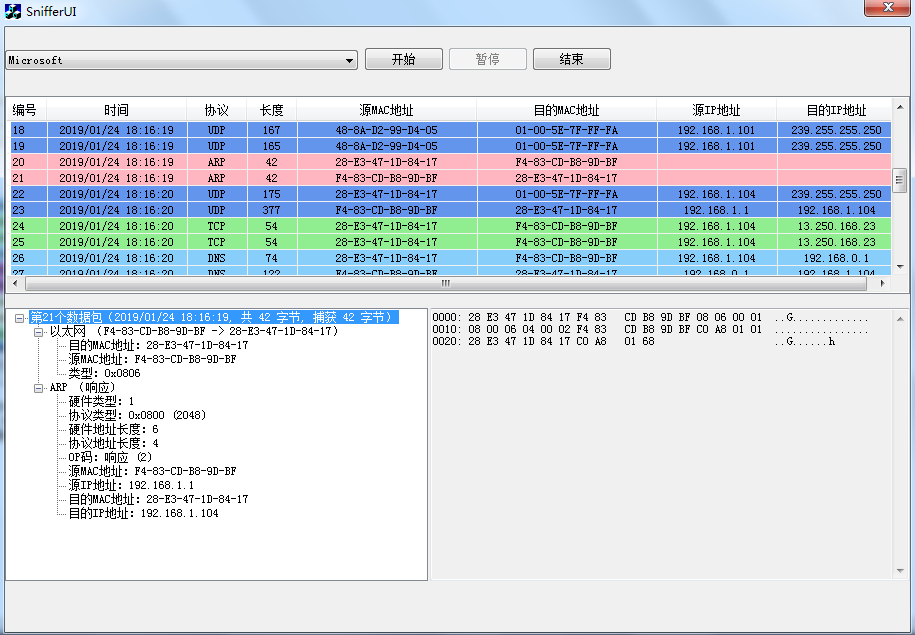 SnifferUI
Microsoft 开始 暂停 结束
编号 时间 协议 长度 源MAC地址 目的MAC地址 源IP地址 目的IP地址
18 2019/01/24 18:16:19 UDP 167 48-8A-D2-99-D4-05 01-00-5E-7F-FF-FA 192.168.1.101 239.255.255.250
19 2019/01/24 18:16:19 UDP 165 48-8A-D2-99-D4-05 01-00-5E-7F-FF-FA 192.168.1.101 239.255.255.250
20 2019/01/24 18:16:19 ARP 42 28-E3-47-1D-84-17 F4-83-CD-B8-9D-BF
21 2019/01/24 18:16:19 ARP 42 F4-83-CD-B8-9D-BF 28-E3-47-1D-84-17
22 2019/01/24 18:16:20 UDP 175 28-E3-47-1D-84-17 01-00-5E-7F-FF-FA 192.168.1.104 239.255.255.250
23 2019/01/24 18:16:20 UDP 377 F4-83-CD-B8-9D-BF 28-E3-47-1D-84-17 192.168.1.1 192.168.1.104
24 2019/01/24 18:16:20 TCP 54 28-E3-47-1D-84-17 F4-83-CD-B8-9D-BF 192.168.1.104 13.250.168.23
25 2019/01/24 18:16:20 TCP 54 28-E3-47-1D-84-17 F4-83-CD-B8-9D-BF 192.168.1.104 13.250.168.23
26 2019/01/24 18:16:20 DNS 74 28-E3-47-1D-84-17 F4-83-CD-B8-9D-BF 192.168.1.104 192.168.0.1
27 2019/01/24 18:16:20 DNS 122 F4-83-CD-B8-9D-BF 28-E3-47-1D-84-17 192.168.0.1 192.168.1.104
第21个数据包（2019/01/24 18:16:19, 共 42 字节, 捕获 42 字节）
以太网 （F4-83-CD-B8-9D-BF -> 28-E3-47-1D-84-17）
目的MAC地址：28-E3-47-1D-84-17
源MAC地址：F4-83-CD-B8-9D-BF
类型：0x0806
ARP （响应）
硬件类型：1
协议类型：0x0800 (2048)
硬件地址长度：6
协议地址长度：4
OP码：响应 (2)
源MAC地址：F4-83-CD-B8-9D-BF
源IP地址：192.168.1.1
目的MAC地址：28-E3-47-1D-84-17
目的IP地址：192.168.1.104
0000: 28 E3 47 1D 84 17 F4 83 CD B8 9D BF 08 06 00 01 ..G.............
0010: 08 00 06 04 00 02 F4 83 CD B8 9D BF C0 A8 01 01 ................
0020: 28 E3 47 1D 84 17 C0 A8 01 68 ..G......h